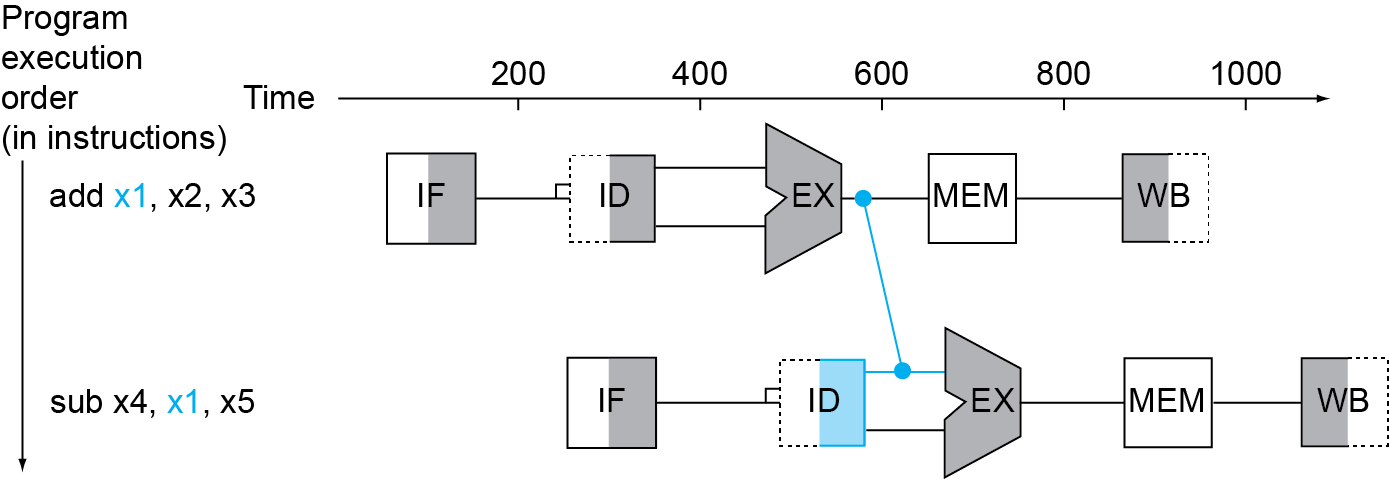 Program
execution
order
(in instructions)
Time
200 400 600 800 1000
add x1, x2, x3
IF ID EX MEM WB
sub x4, x1, x5
IF ID EX MEM WB